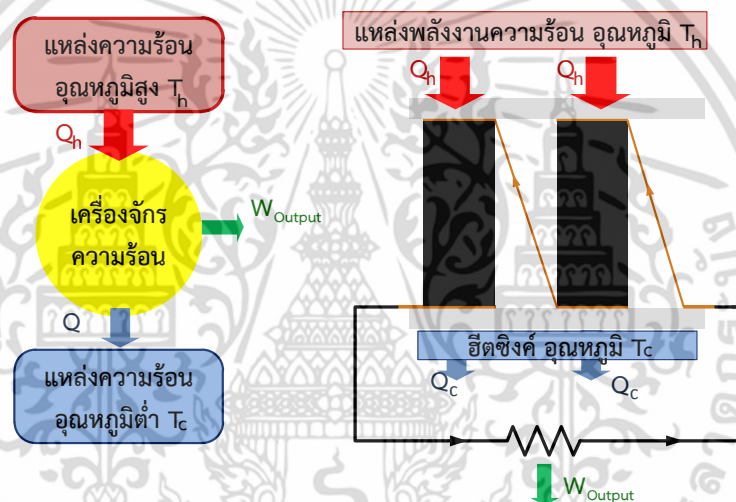 แหล่งความร้อน
อุณหภูมิสูง Th
Qh
เครื่องจักร
ความร้อน
WOutput
Q
แหล่งความร้อน
อุณหภูมิต่ำ Tc
แหล่งพลังงานความร้อน อุณหภูมิ Th
Qh
Qh
ฮีตซิงค์ อุณหภูมิ Tc
Qc
Qc
WOutput